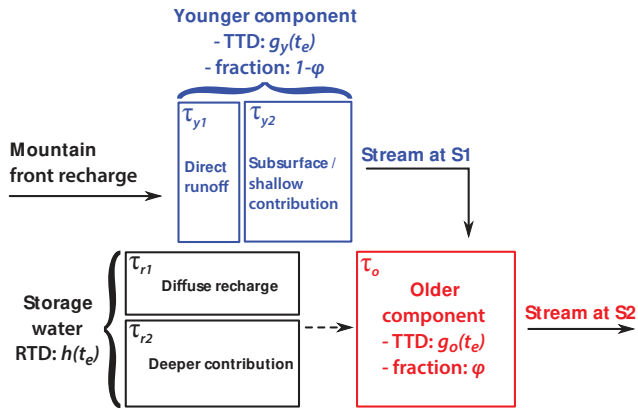 Younger component
- TTD: gy(te)
- fraction: 1-φ
τy1
τy2
Mountain
front recharge
Direct
runoff
Subsurface /
shallow
contribution
Stream at S1
τr1
Diffuse recharge
τo
Storage
water
RTD: h(te)
τr2
Deeper contribution
Older
component
- TTD: go(te)
- fraction: φ
Stream at S2